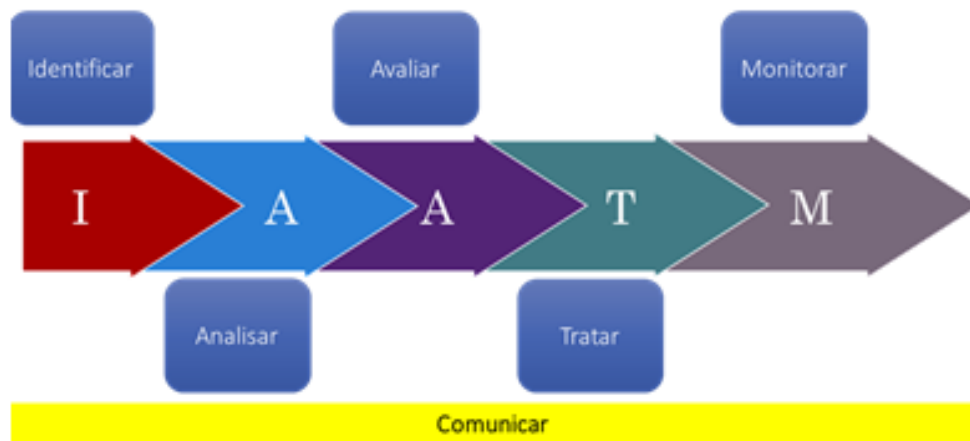 Identificar
Avaliar
Monitorar
I A A T M
Analisar
Tratar
Comunicar